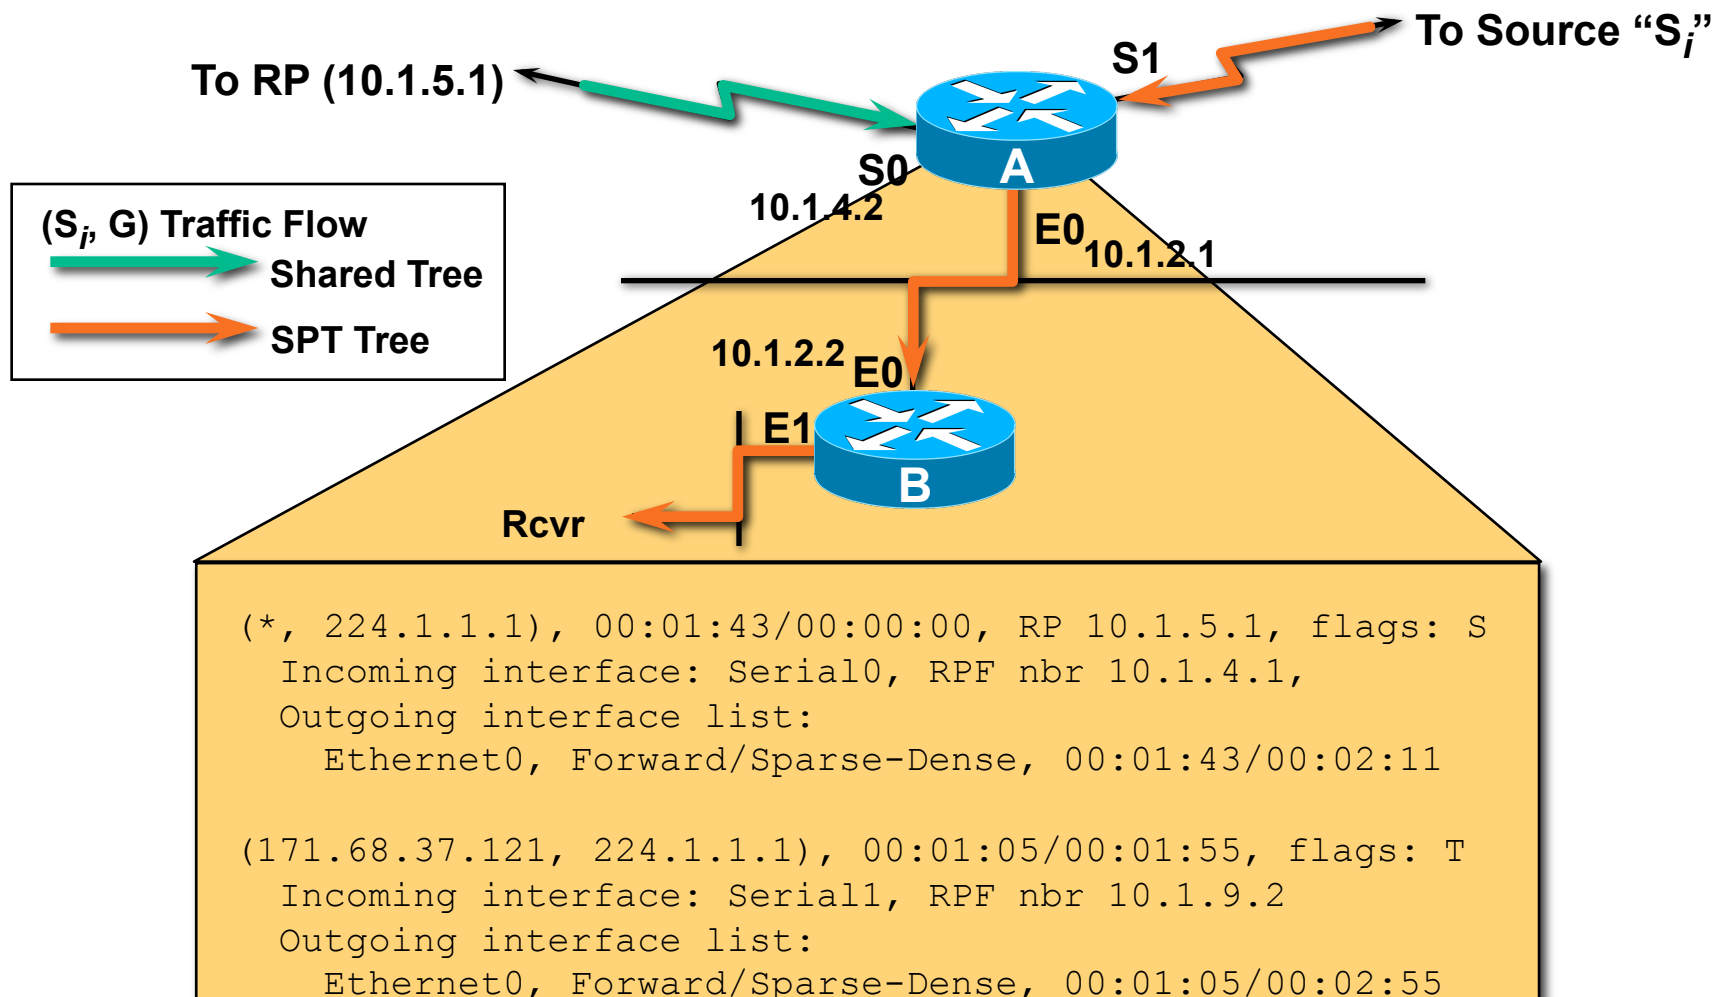 To Source “Si”
S1
To RP (10.1.5.1)
A
S0
10.1.4.2
E0
10.1.2.1
(Si, G) Traffic Flow
Shared Tree
SPT Tree
10.1.2.2
E0
E1
B
Rcvr
(*, 224.1.1.1), 00:01:43/00:00:00, RP 10.1.5.1, flags: S
Incoming interface: Serial0, RPF nbr 10.1.4.1,
Outgoing interface list:
Ethernet0, Forward/Sparse-Dense, 00:01:43/00:02:11
(171.68.37.121, 224.1.1.1), 00:01:05/00:01:55, flags: T
Incoming interface: Serial1, RPF nbr 10.1.9.2
Outgoing interface list:
Ethernet0, Forward/Sparse-Dense, 00:01:05/00:02:55